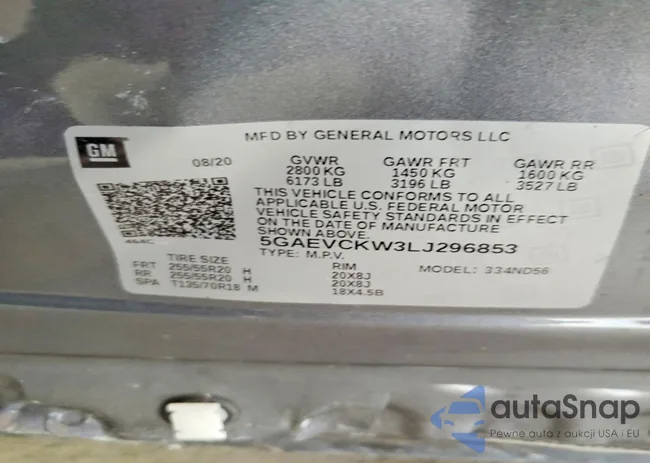 GM
MFD BY GENERAL MOTORS LLC
08/20
GVWR GAWR FRT GAWR RR
2800 KG 1450 KG 1600 KG
6173 LB 3196 LB 3527 LB
THIS VEHICLE CONFORMS TO ALL
APPLICABLE U.S. FEDERAL MOTOR
VEHICLE SAFETY STANDARDS IN EFFECT
ON THE DATE OF MANUFACTURE
SHOWN ABOVE.
5GAEVCKW3LJ296853
TYPE: M.P.V. MODEL: 334ND56
TIRE SIZE RIM
FRT 255/55R20 H 20X8J
RR 255/55R20 H 20X8J
SPA T135/70R18 M 18X4.5B
autoSnap
Pewne auto z aukcji USA i EU